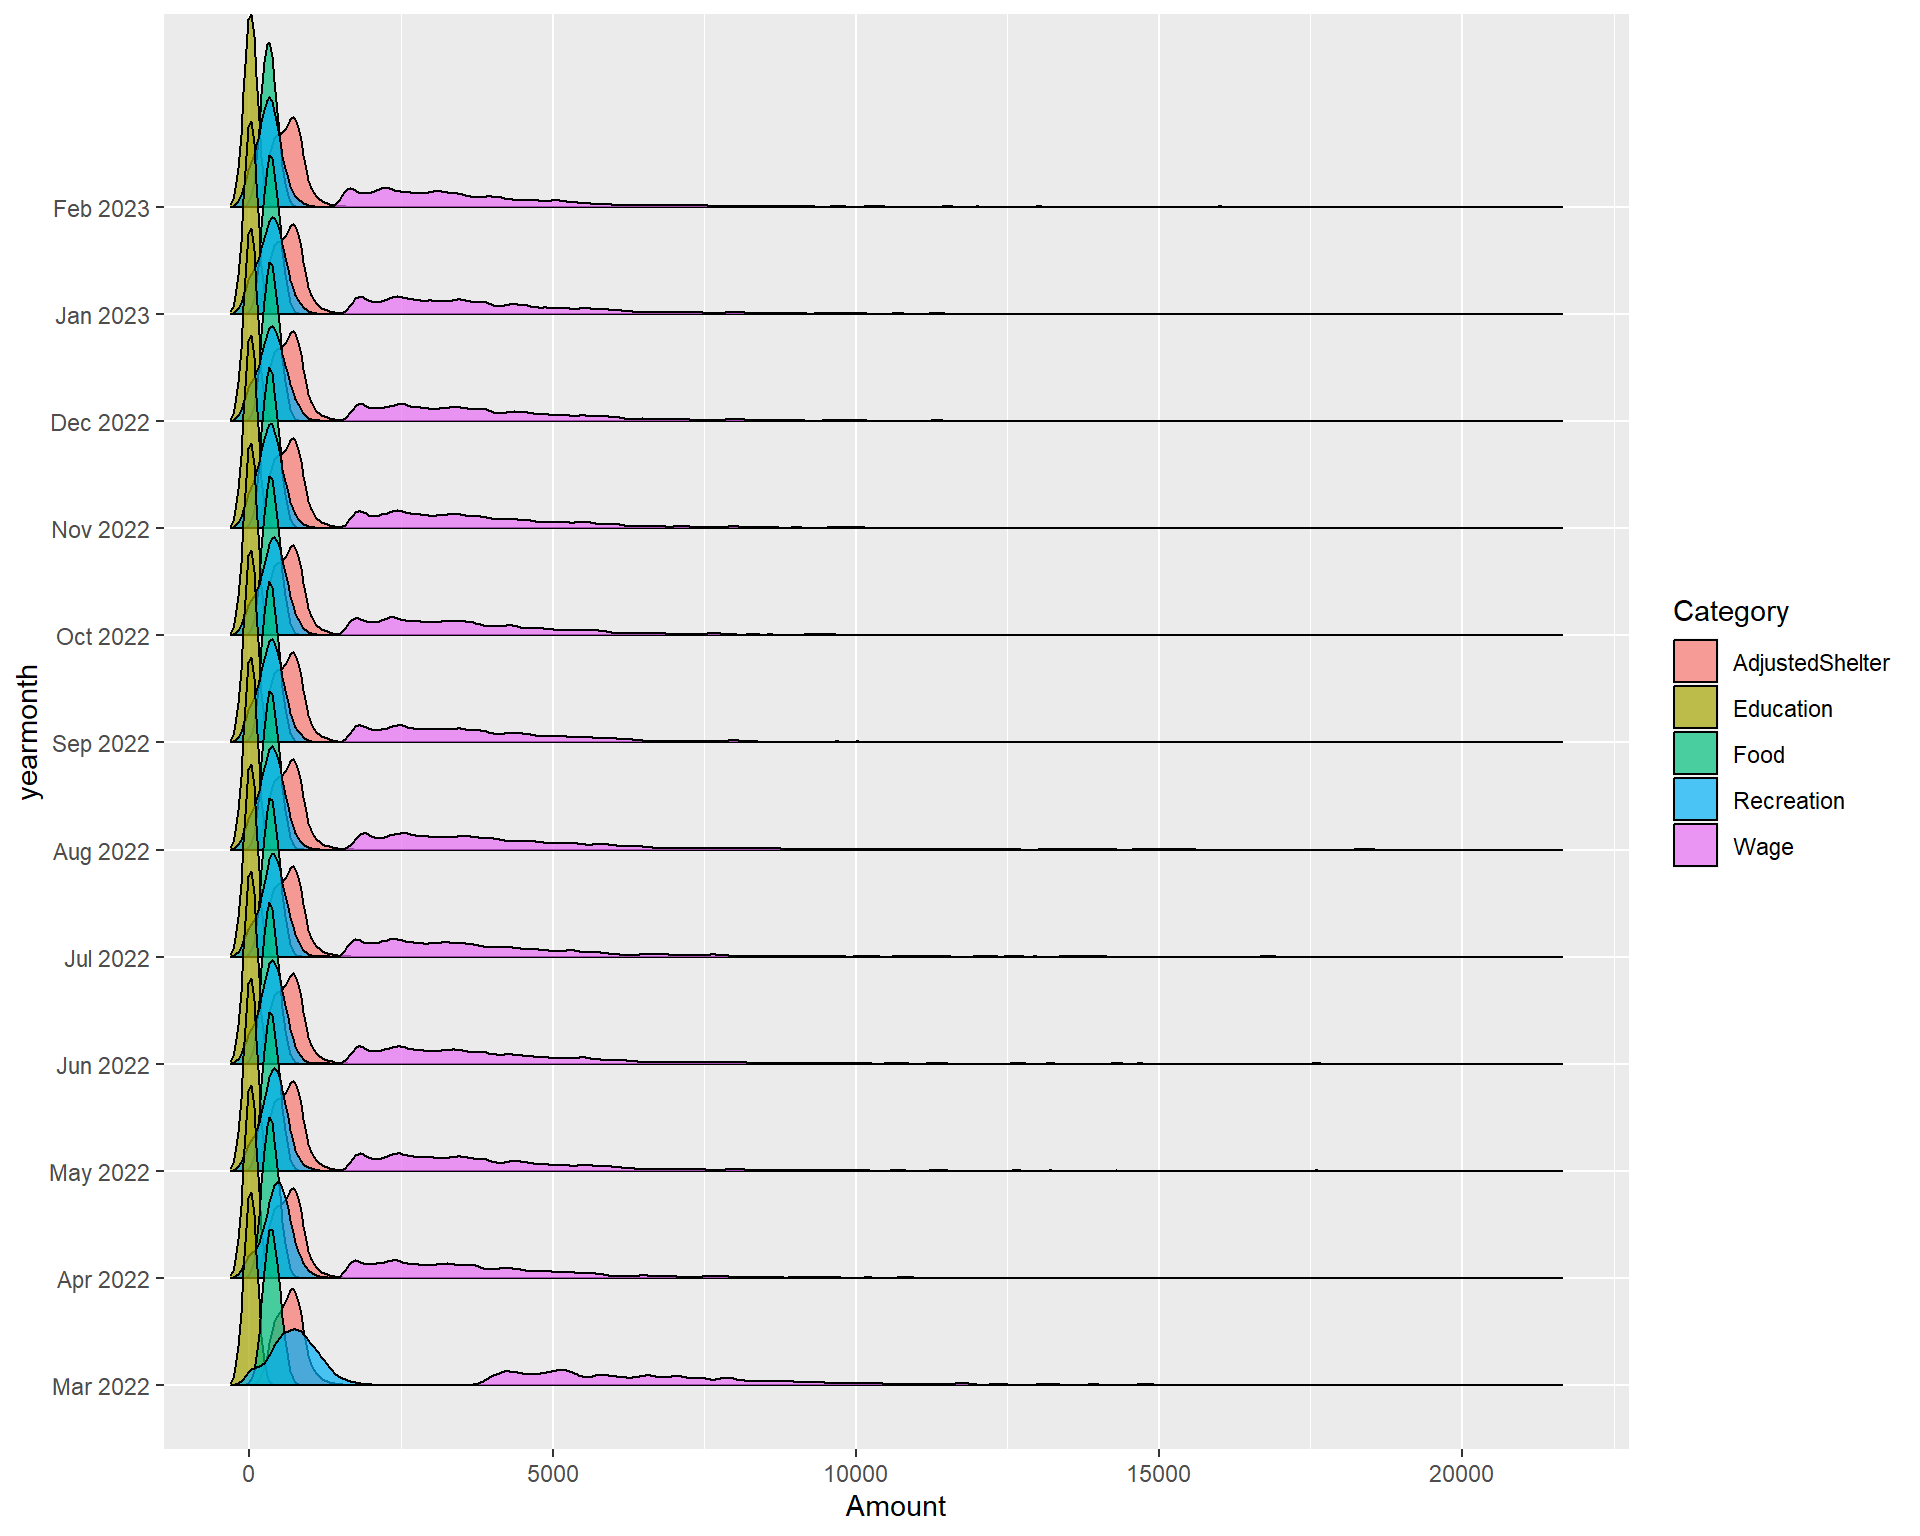 Feb 2023
Jan 2023
Dec 2022
Nov 2022
Oct 2022
Sep 2022
Aug 2022
Jul 2022
Jun 2022
May 2022
Apr 2022
Mar 2022
yearmonth
0 5000 10000 15000 20000
Amount
Category
AdjustedShelter
Education
Food
Recreation
Wage